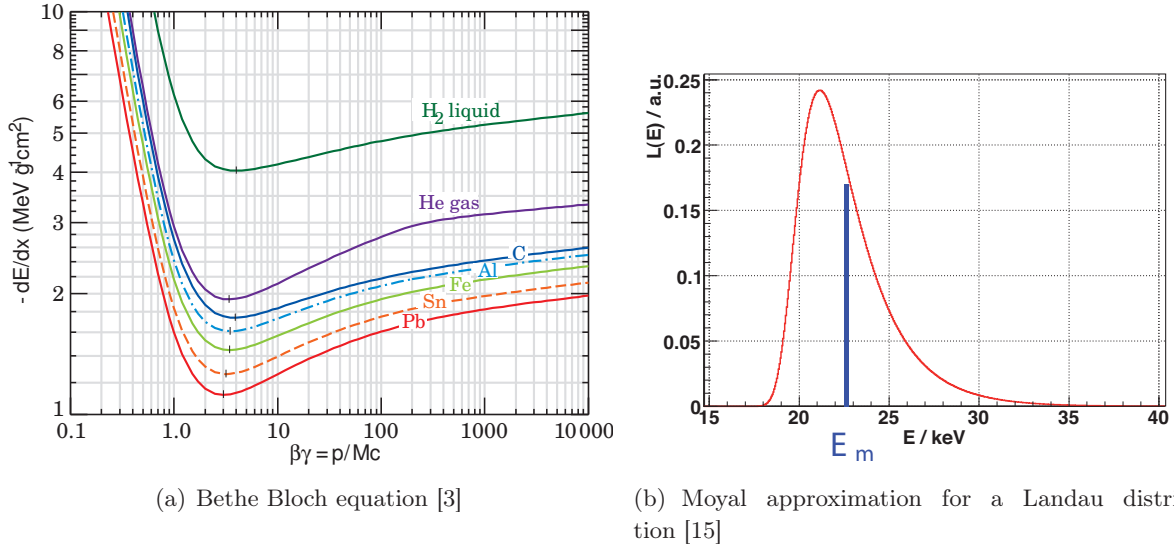 10
8
6
5
4
3
2
1
0.1 1.0 10 100 1000 10 000
- dE/dx (MeV g¹cm2)
βγ = p/Mc
H2 liquid
He gas
C
Al
Fe
Sn
Pb
(a) Bethe Bloch equation [3]
L(E) / a.u.
0.25
0.2
0.15
0.1
0.05
0
15 20 25 30 35 40
E / keV
E m
(b) Moyal approximation for a Landau distri
tion [15]